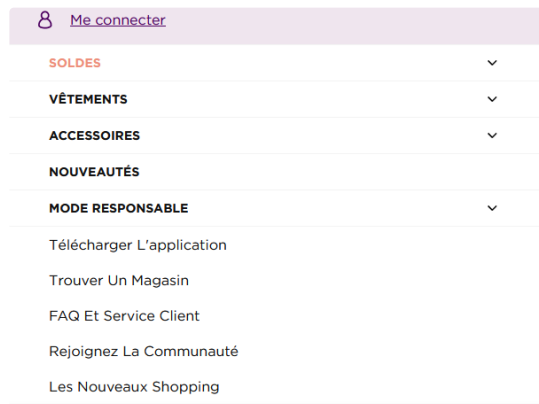 Me connecter
SOLDES
VÊTEMENTS
ACCESSOIRES
NOUVEAUTÉS
MODE RESPONSABLE
Télécharger L'application
Trouver Un Magasin
FAQ Et Service Client
Rejoignez La Communauté
Les Nouveaux Shopping